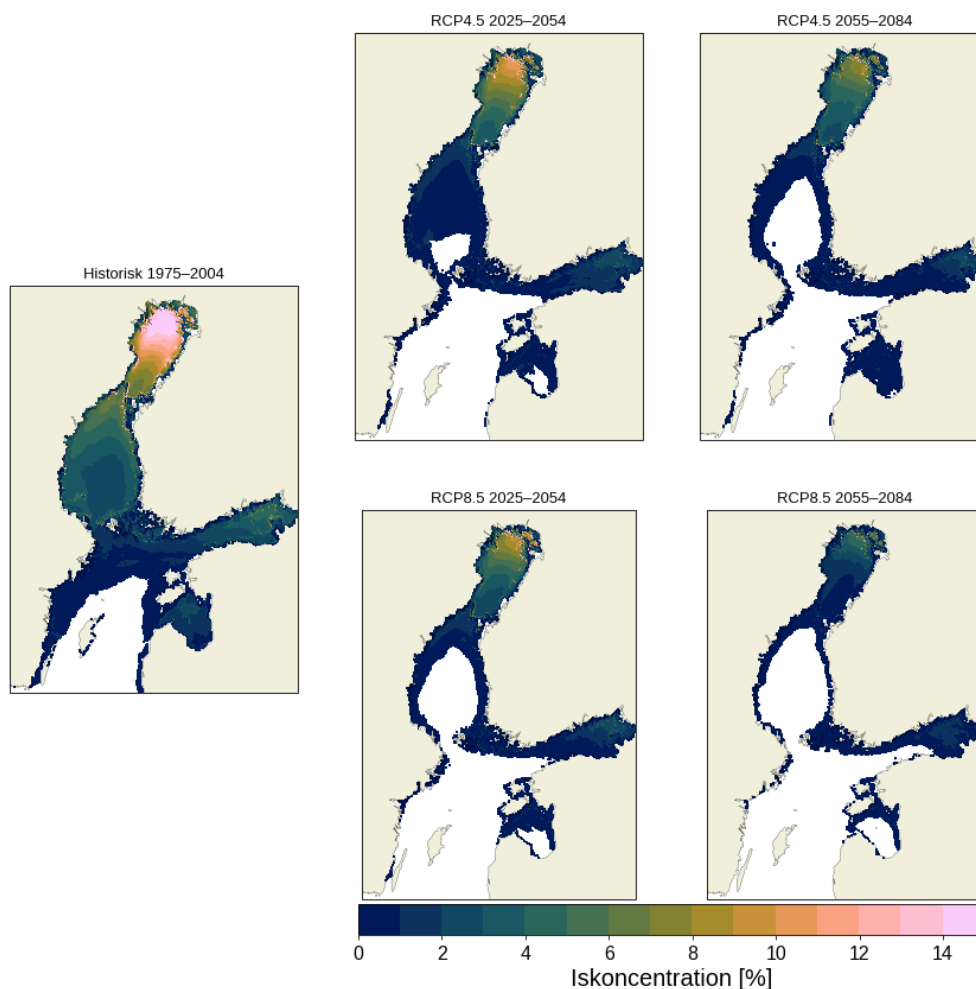 RCP4.5 2025–2054
RCP4.5 2055–2084
Historisk 1975–2004
RCP8.5 2025–2054
RCP8.5 2055–2084
0 2 4 6 8 10 12 14
Iskoncentration [%]